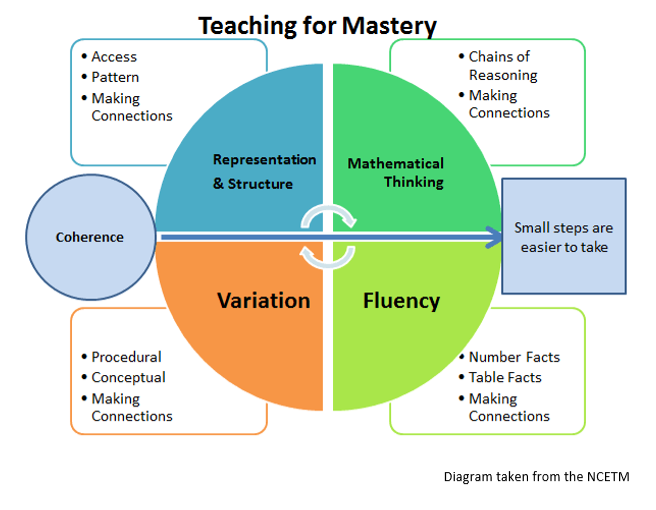 Teaching for Mastery
• Access
• Pattern
• Making
Connections
• Chains of
Reasoning
• Making
Connections
Representation
& Structure
Mathematical
Thinking
Coherence
Small steps are
easier to take
Variation
Fluency
• Procedural
• Conceptual
• Making
Connections
• Number Facts
• Table Facts
• Making
Connections
Diagram taken from the NCETM